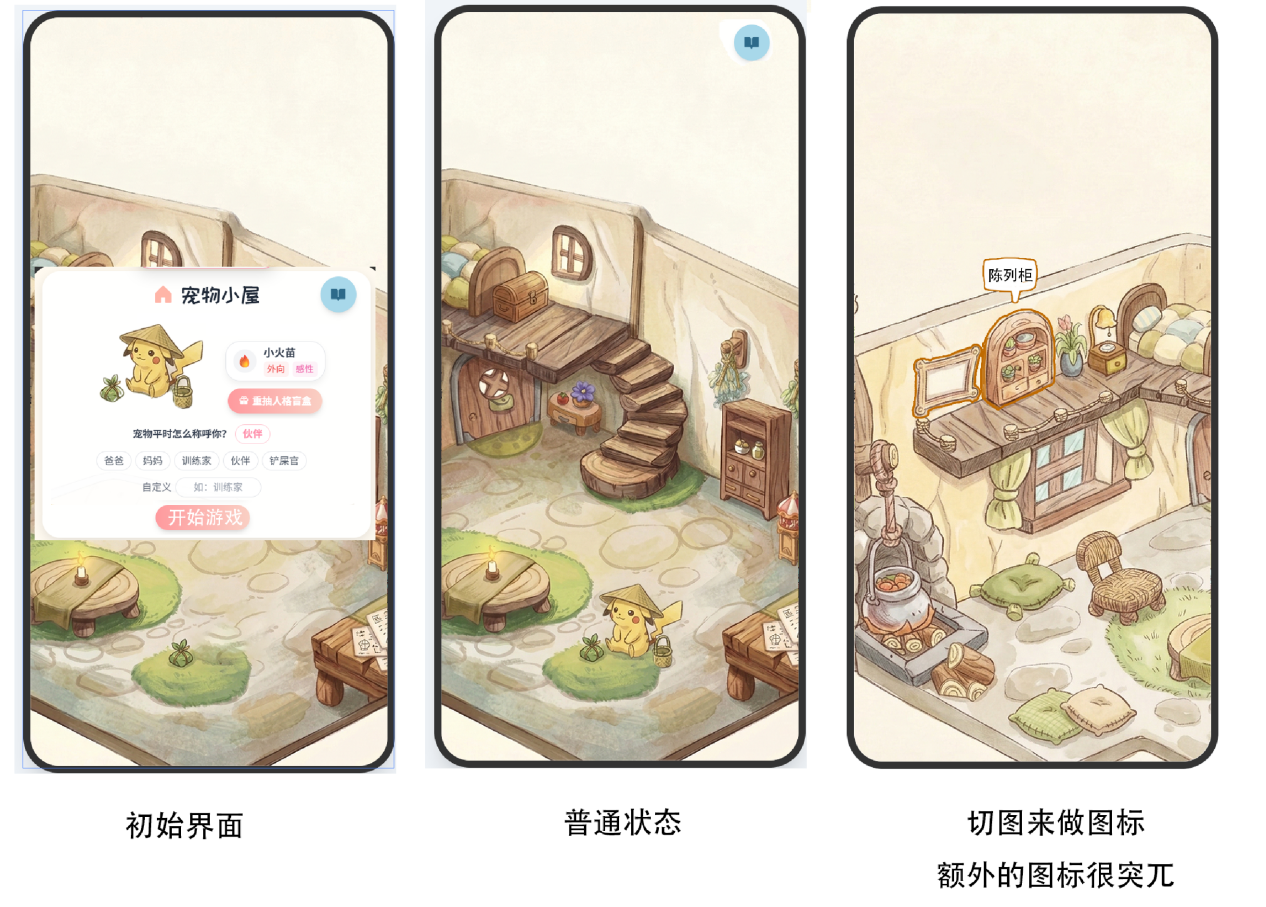 宠物小屋
小火苗
外向 感性
重抽人格盲盒
宠物平时怎么称呼你? 伙伴
爸爸 妈妈 训练家 伙伴 铲屎官
自定义 如：训练家
开始游戏
陈列柜
初始界面
普通状态
切图来做图标
额外的图标很突兀